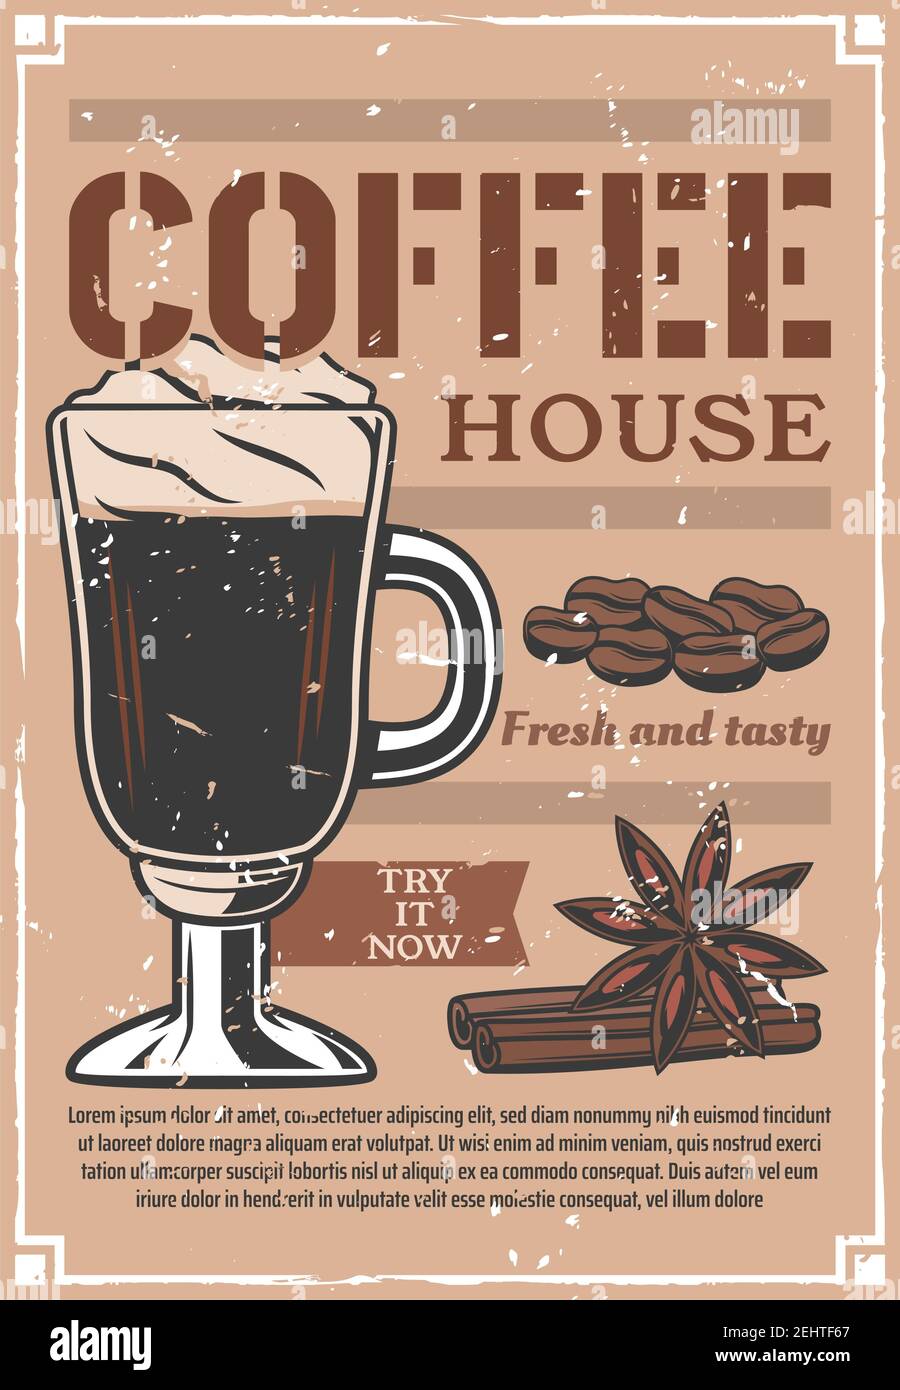 COFFEE
HOUSE
Fresh and tasty
TRY
IT
NOW
Lorem ipsum dolor sit amet, consectetuer adipiscing elit, sed diam nonummy nibh euismod tincidunt
ut laoreet dolore magna aliquam erat volutpat. Ut wisi enim ad minim veniam, quis nostrud exerci
tation ullamcorper suscipit lobortis nisl ut aliquip ex ea commodo consequat. Duis autem vel eum
iriure dolor in hendrerit in vulputate velit esse molestie consequat, vel illum dolore
alamy
Image ID: 2EHTF67
www.alamy.com